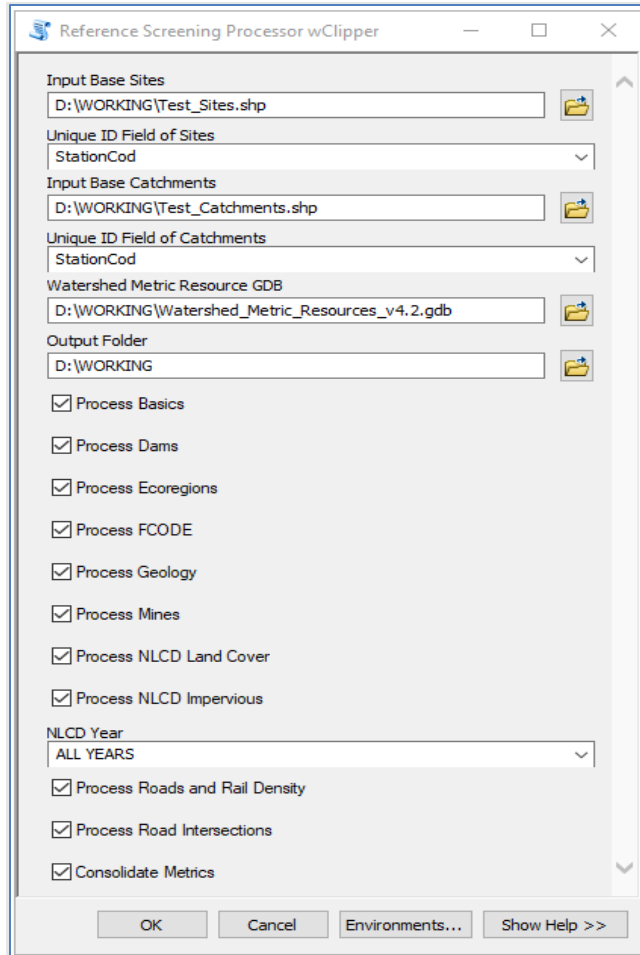 Reference Screening Processor wClipper
Input Base Sites
D:\WORKING\Test_Sites.shp
Unique ID Field of Sites
StationCod
Input Base Catchments
D:\WORKING\Test_Catchments.shp
Unique ID Field of Catchments
StationCod
Watershed Metric Resource GDB
D:\WORKING\Watershed_Metric_Resources_v4.2.gdb
Output Folder
D:\WORKING
Process Basics
Process Dams
Process Ecoregions
Process FCODE
Process Geology
Process Mines
Process NLCD Land Cover
Process NLCD Impervious
NLCD Year
ALL YEARS
Process Roads and Rail Density
Process Road Intersections
Consolidate Metrics
OK Cancel Environments... Show Help >>